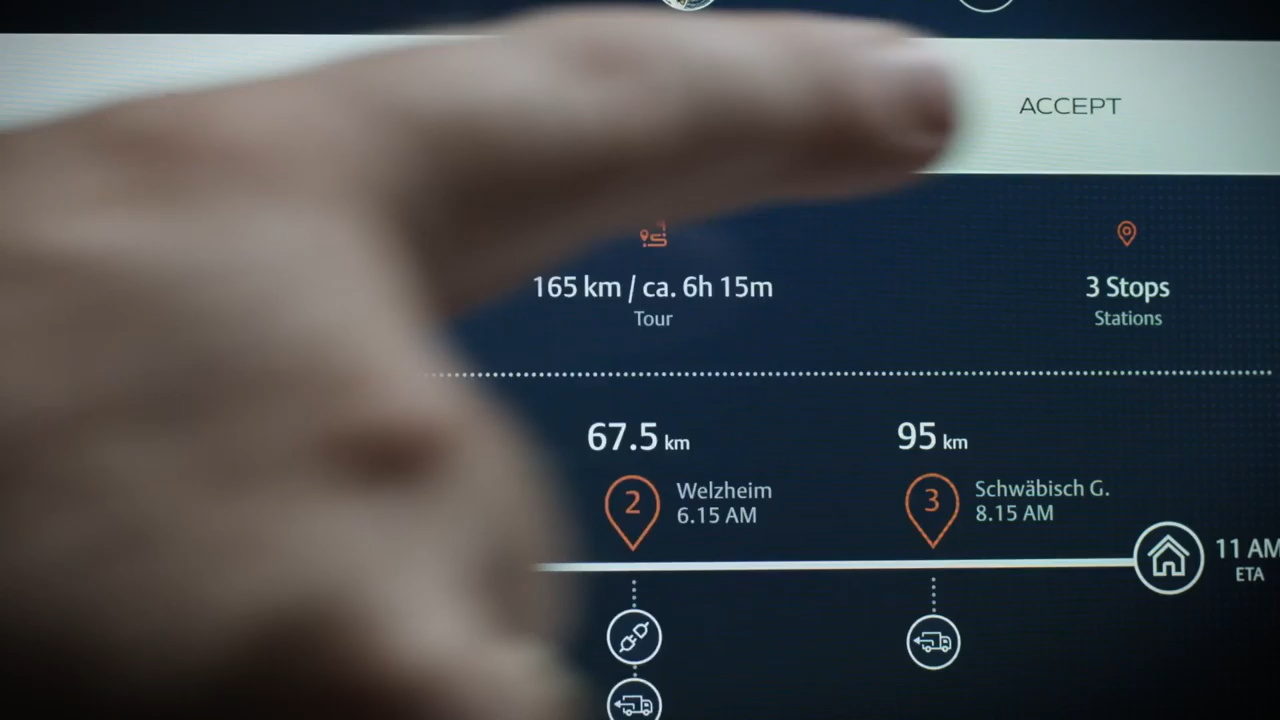 ACCEPT
165 km / ca. 6h 15m
Tour
3 Stops
Stations
67.5 km
95 km
2
Welzheim
6.15 AM
3
Schwäbisch G.
8.15 AM
11 AM
ETA